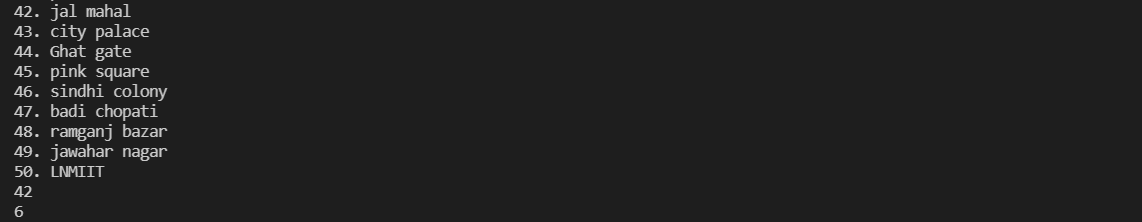 42. jal mahal
43. city palace
44. Ghat gate
45. pink square
46. sindhi colony
47. badi chopati
48. ramganj bazar
49. jawahar nagar
50. LNMIIT
42
6